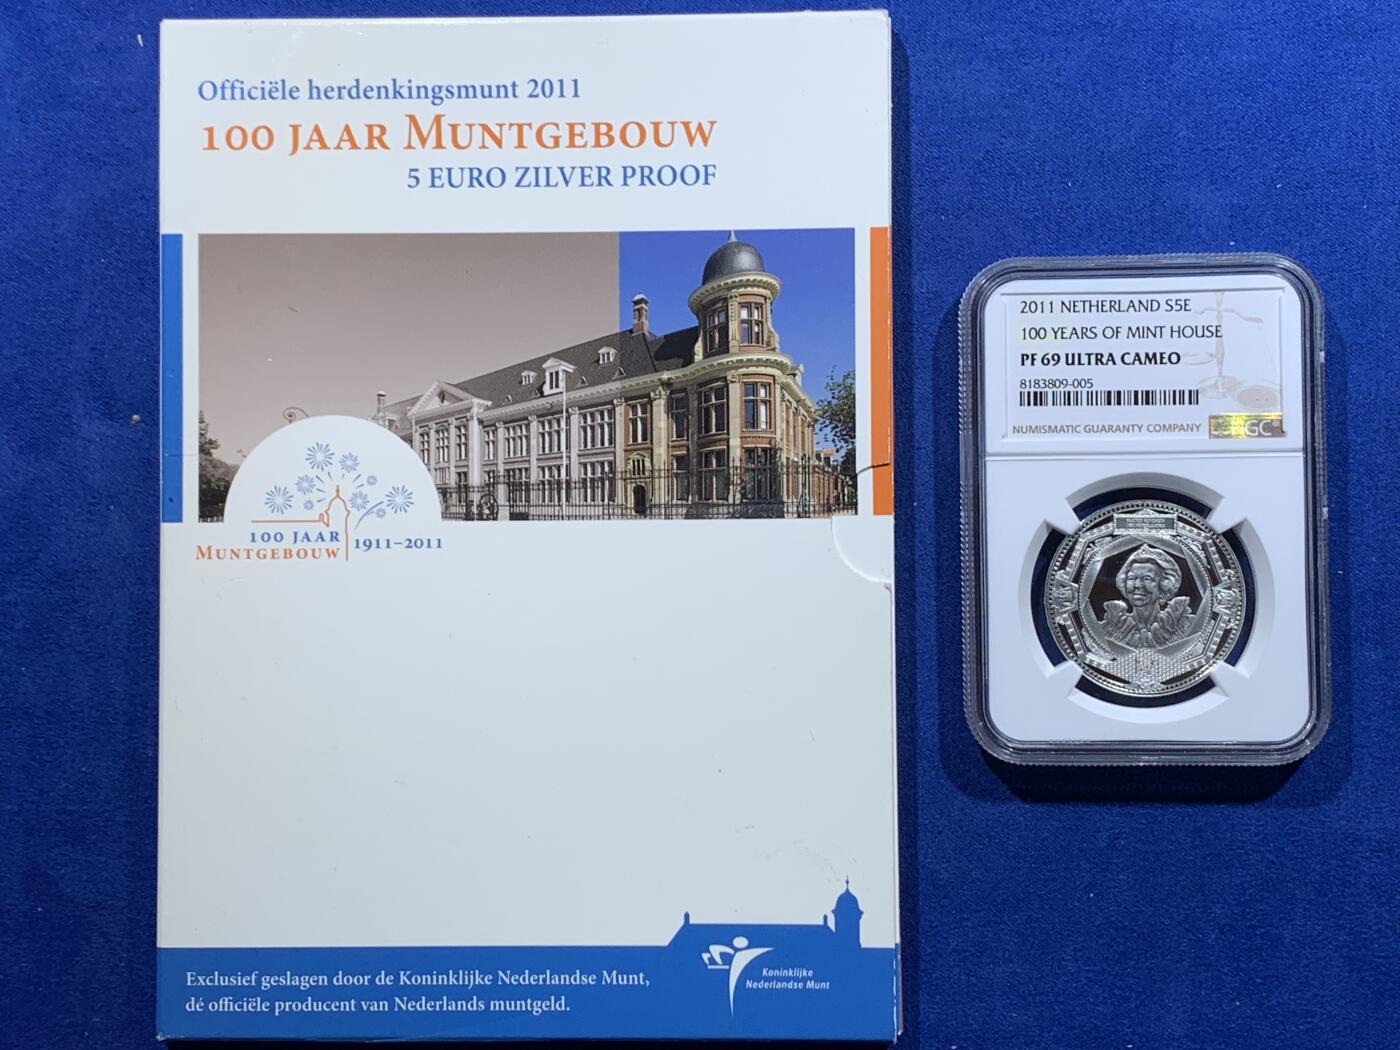 Officiële herdenkingsmunt 2011
100 JAAR MUNTGEBOUW
5 EURO ZILVER PROOF
100 JAAR
MUNTGEBOUW
1911–2011
Exclusief geslagen door de Koninklijke Nederlandse Munt,
dé officiële producent van Nederlands muntgeld.
Koninklijke
Nederlandse Munt
2011 NETHERLAND S5E
100 YEARS OF MINT HOUSE
PF 69 ULTRA CAMEO
8183809-005
NUMISMATIC GUARANTY COMPANY
NGC